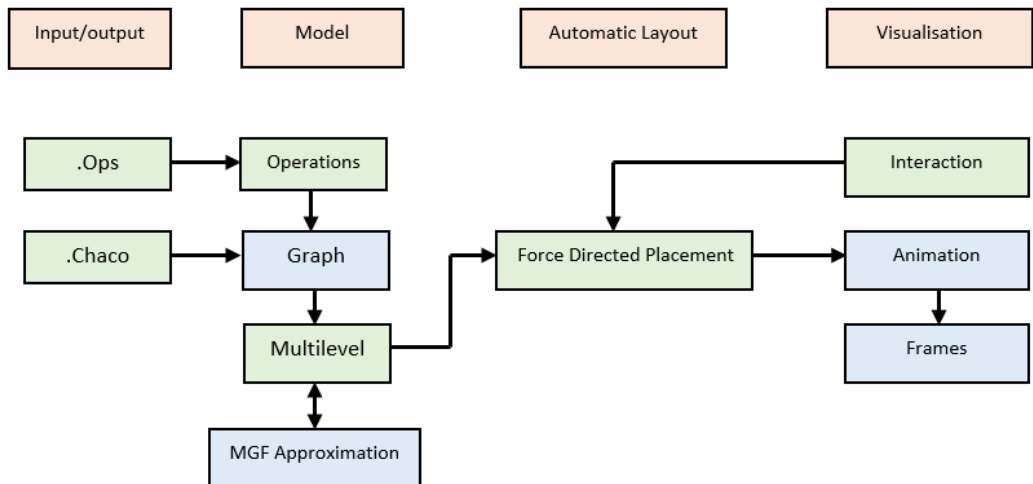 Input/output
Model
Automatic Layout
Visualisation
.Ops
Operations
Interaction
.Chaco
Graph
Force Directed Placement
Animation
Multilevel
Frames
MGF Approximation